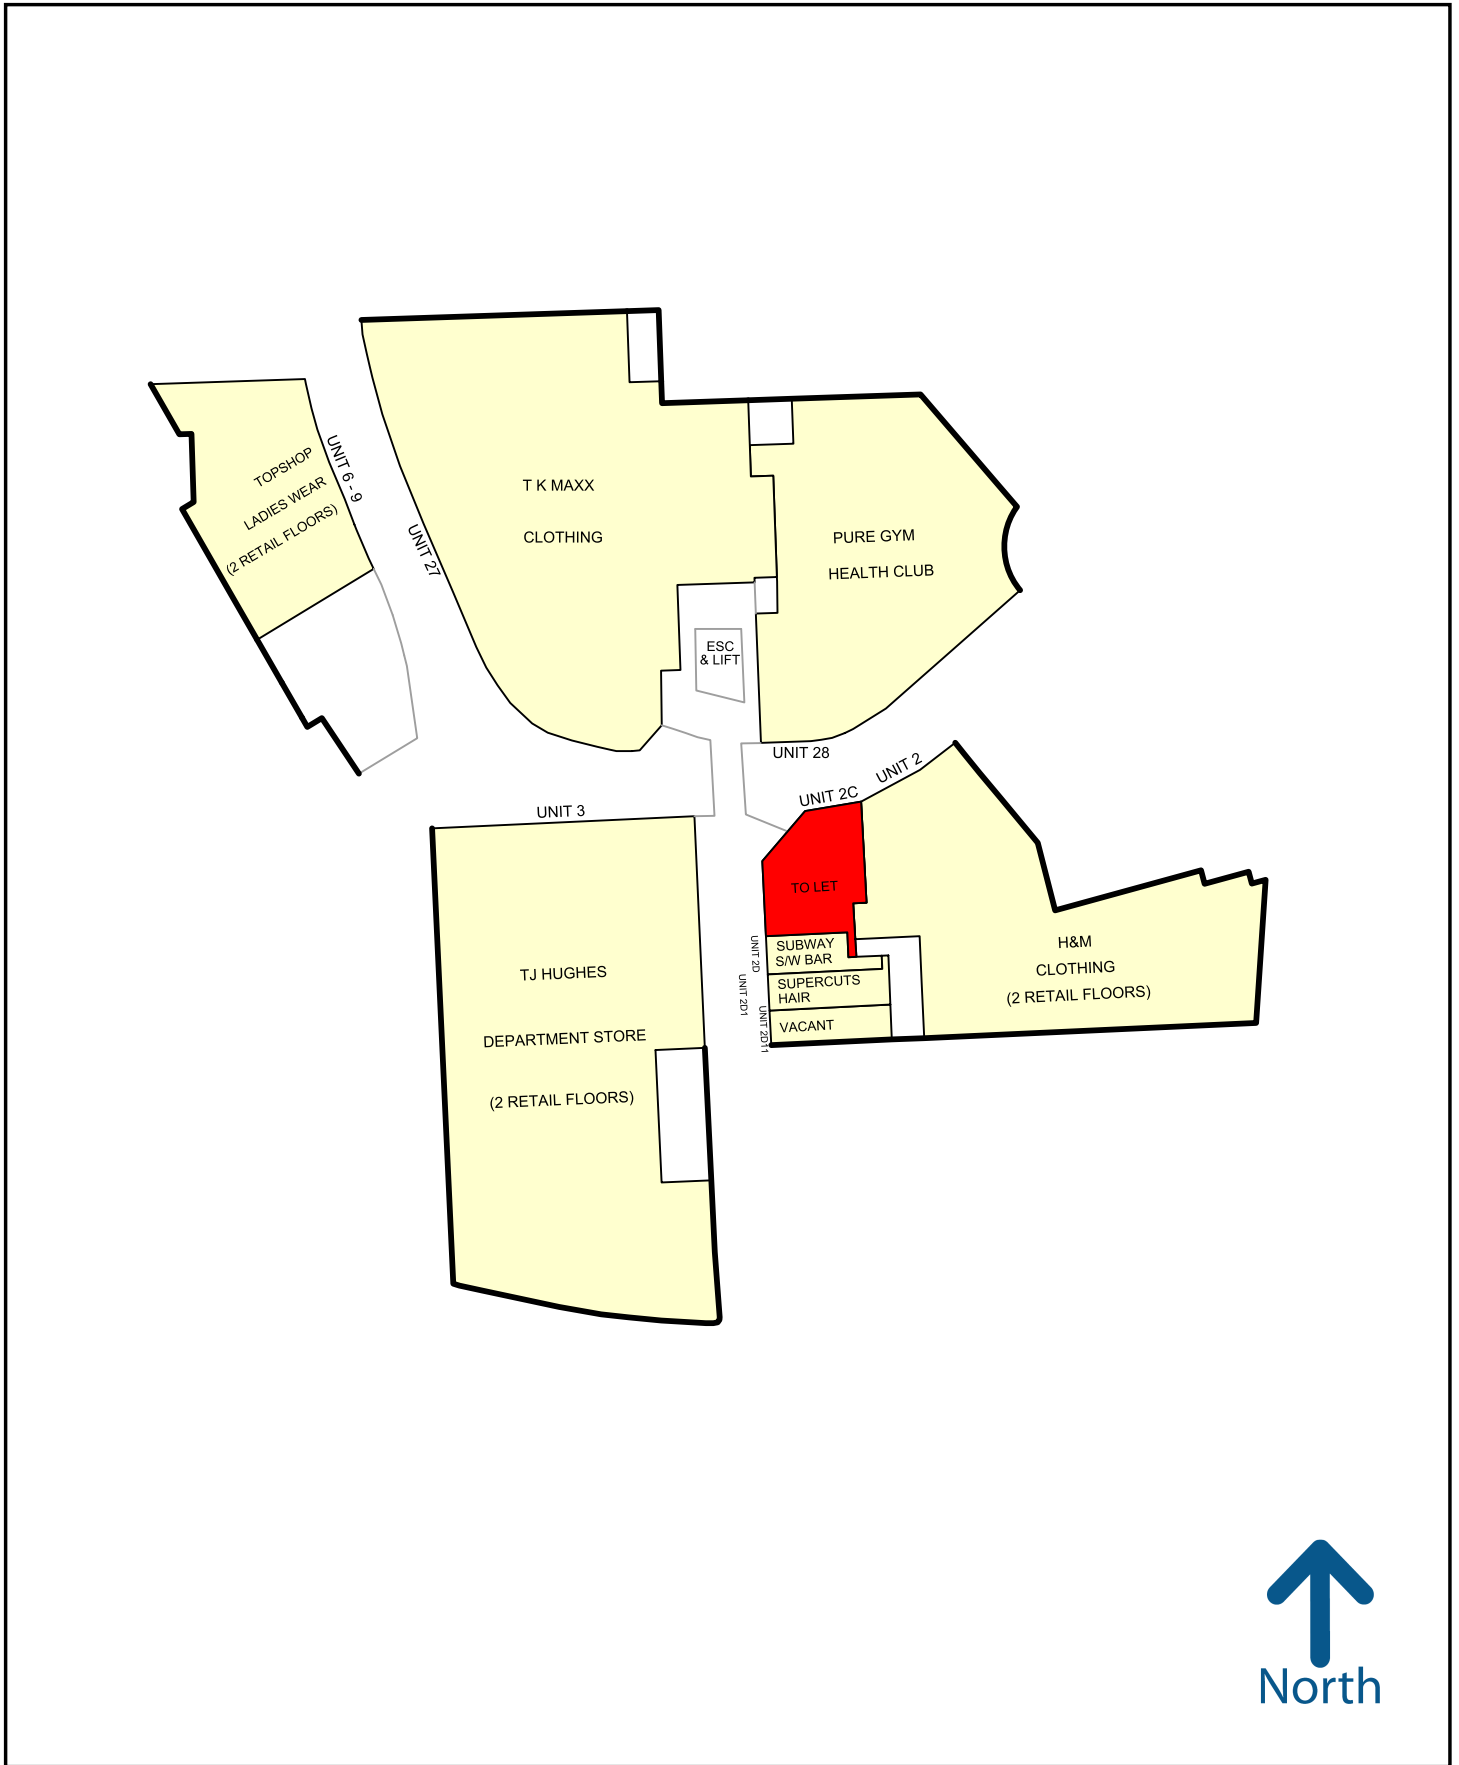 TOPSHOP
LADIES WEAR
(2 RETAIL FLOORS)
UNIT 6 - 9
UNIT 27
T K MAXX
CLOTHING
PURE GYM
HEALTH CLUB
ESC
& LIFT
UNIT 28
UNIT 2
UNIT 2C
UNIT 3
TO LET
UNIT 2D
SUBWAY
S/W BAR
UNIT 2D1
SUPERCUTS
HAIR
UNIT 2D11
VACANT
H&M
CLOTHING
(2 RETAIL FLOORS)
TJ HUGHES
DEPARTMENT STORE
(2 RETAIL FLOORS)
North